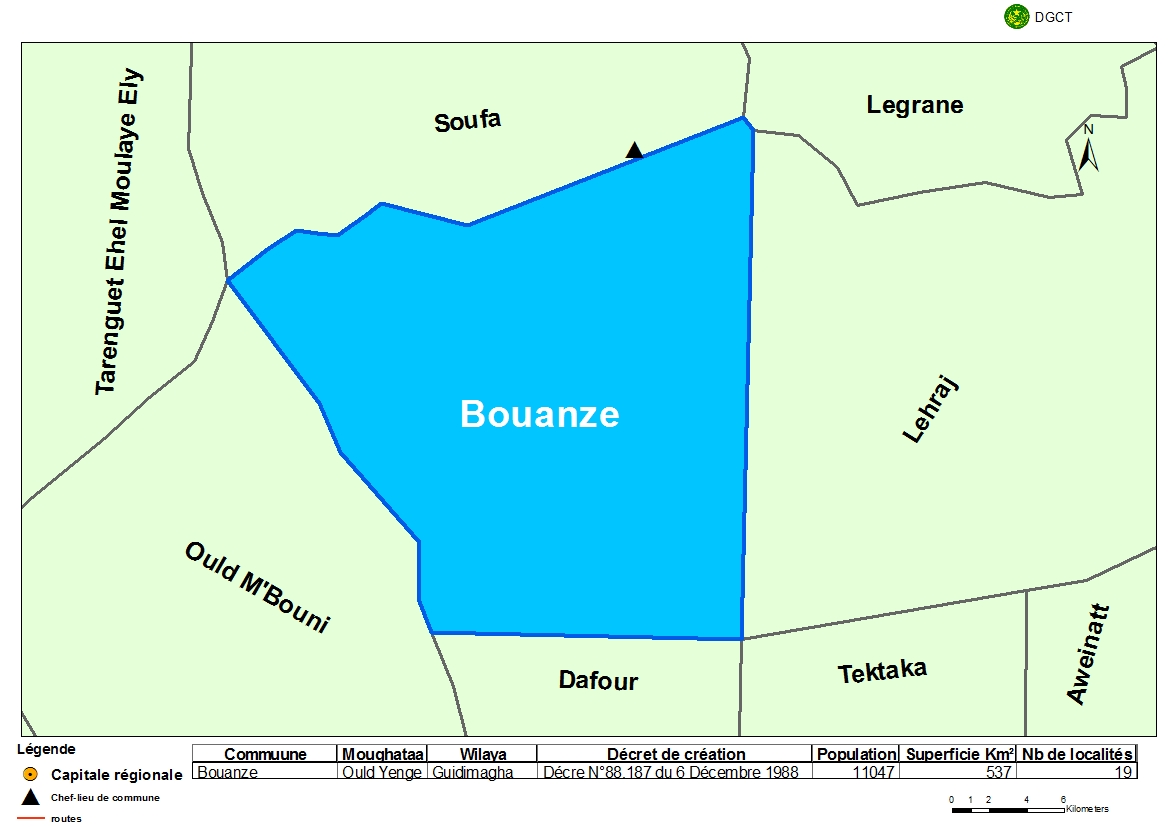 DGCT
Tarenguet Ehel Moulaye Ely
Soufa
Legrane
N
Bouanze
Lehraj
Ould M'Bouni
Dafour
Tektaka
Aweinatt
Légende
Capitale régionale
Chef-lieu de commune
routes
Commuune Moughataa Wilaya Décret de création Population Superficie Km² Nb de localités
Bouanze Ould Yenge Guidimagha Décre N°88.187 du 6 Décembre 1988 11047 537 19
0 1 2 4 6
Kilometers